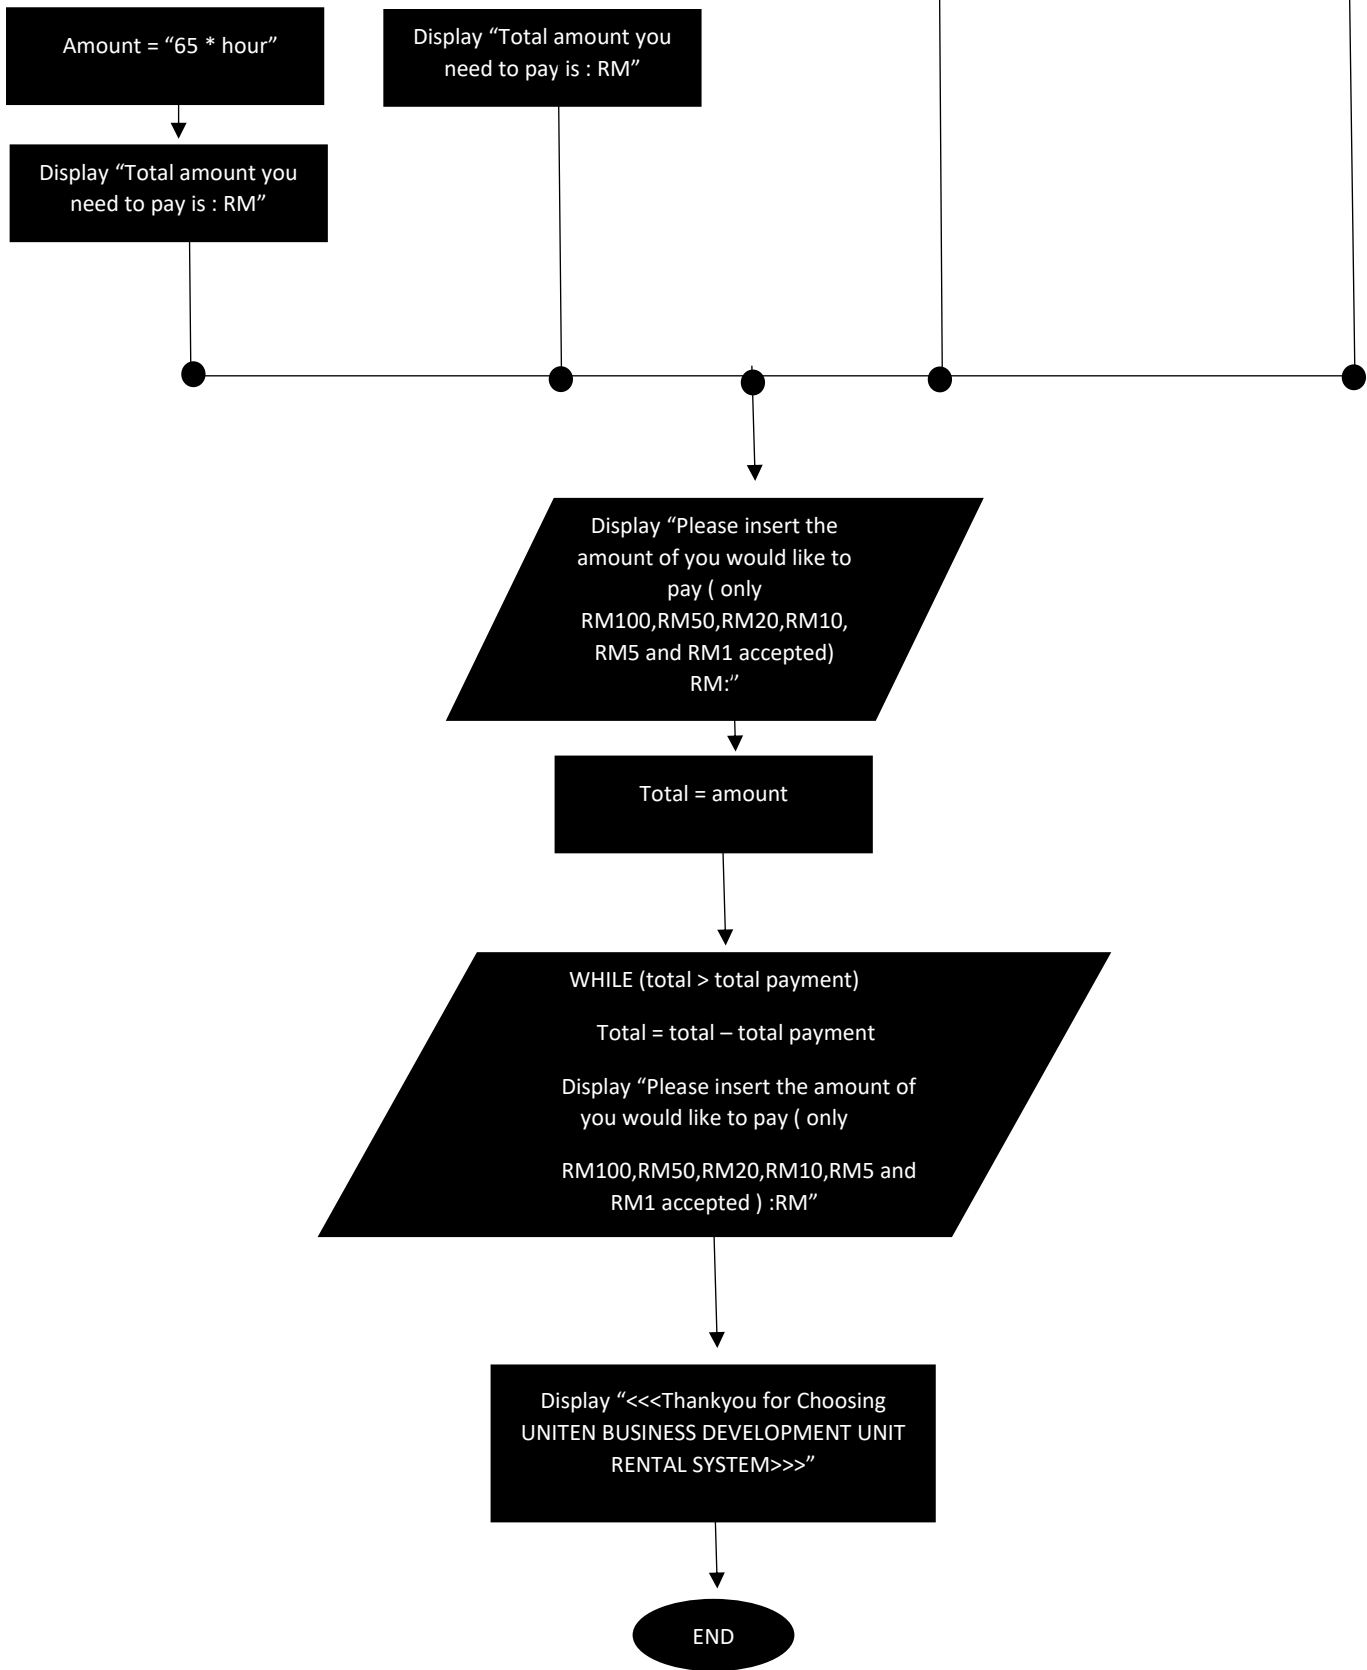 Amount = “65 * hour”
Display “Total amount you
need to pay is : RM”
Display “Total amount you
need to pay is : RM”
Display “Please insert the
amount of you would like to
pay ( only
RM100,RM50,RM20,RM10,
RM5 and RM1 accepted)
RM:”
Total = amount
WHILE (total > total payment)
Total = total – total payment
Display “Please insert the amount of
you would like to pay ( only
RM100,RM50,RM20,RM10,RM5 and
RM1 accepted ) :RM”
Display “<<<Thankyou for Choosing
UNITEN BUSINESS DEVELOPMENT UNIT
RENTAL SYSTEM>>>”
END